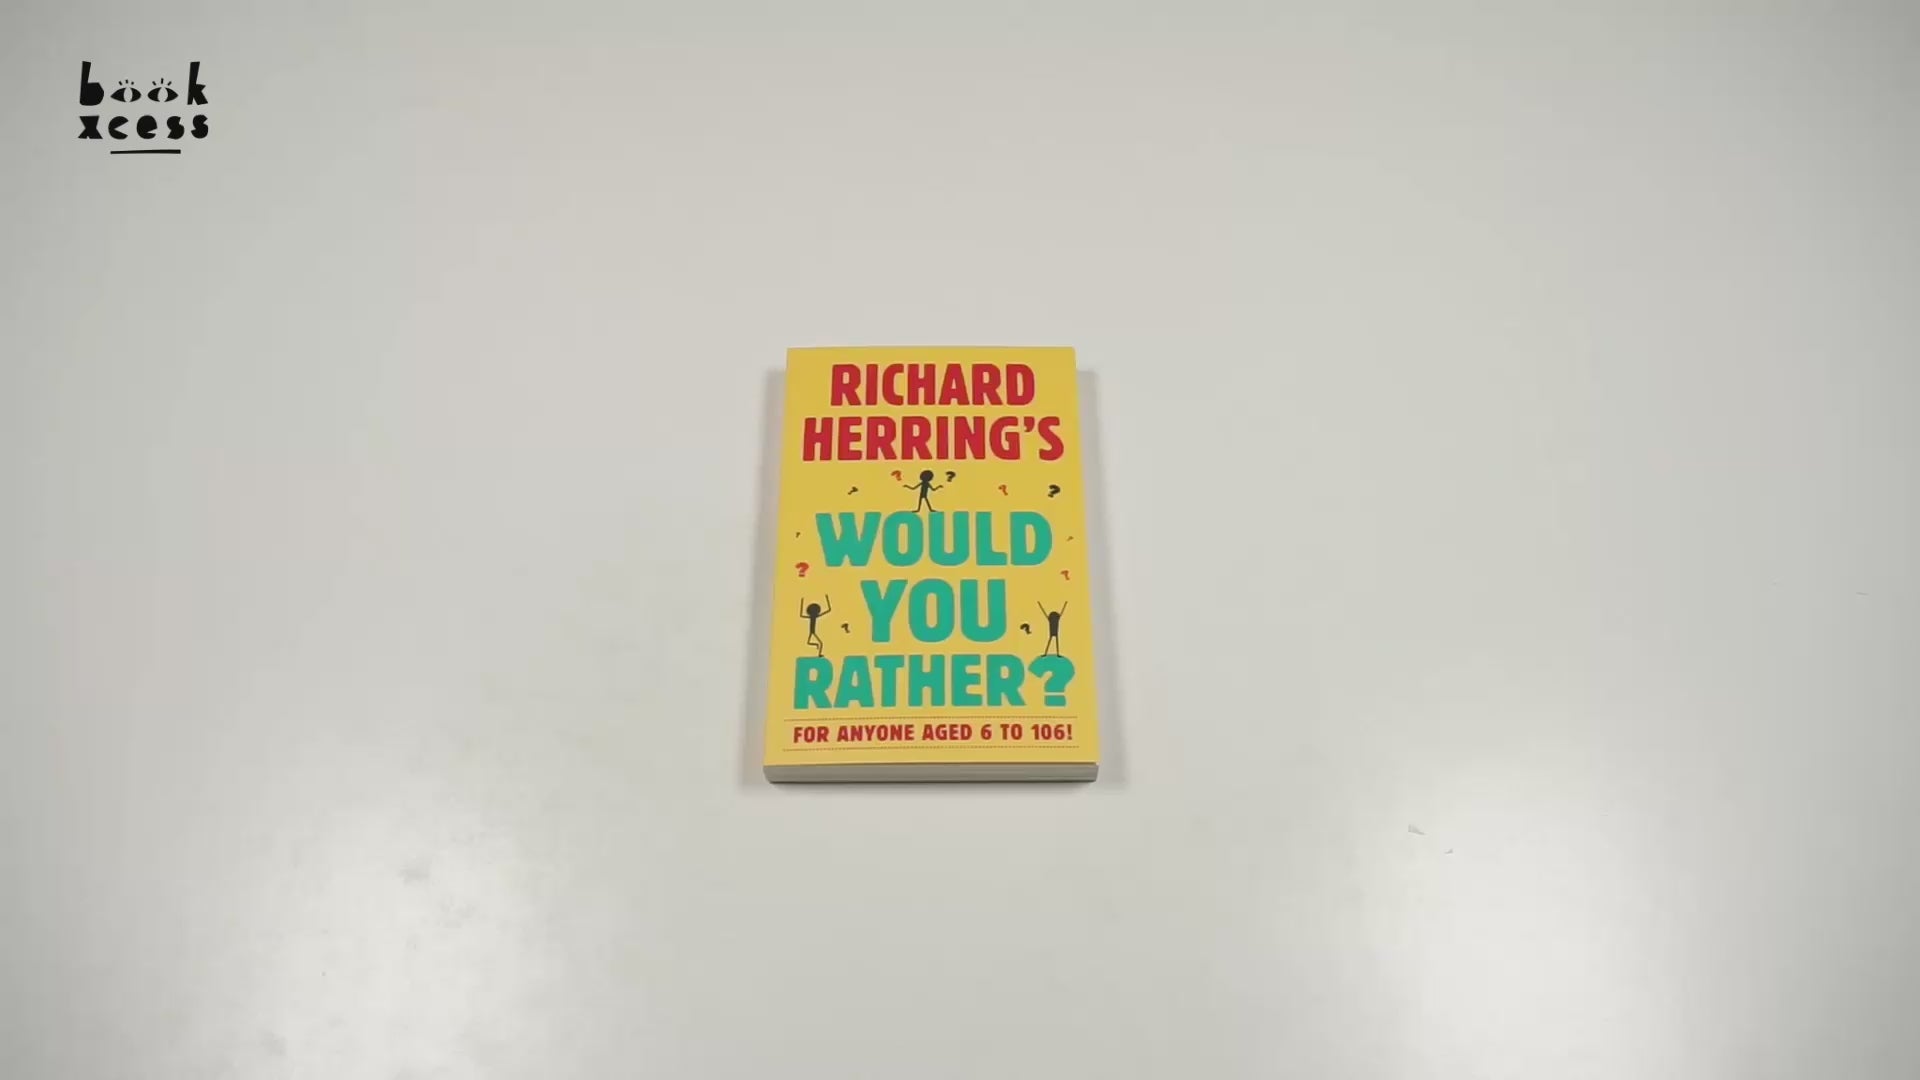 book
xcess
RICHARD
HERRING'S
WOULD
YOU
RATHER?
FOR ANYONE AGED 6 TO 106!